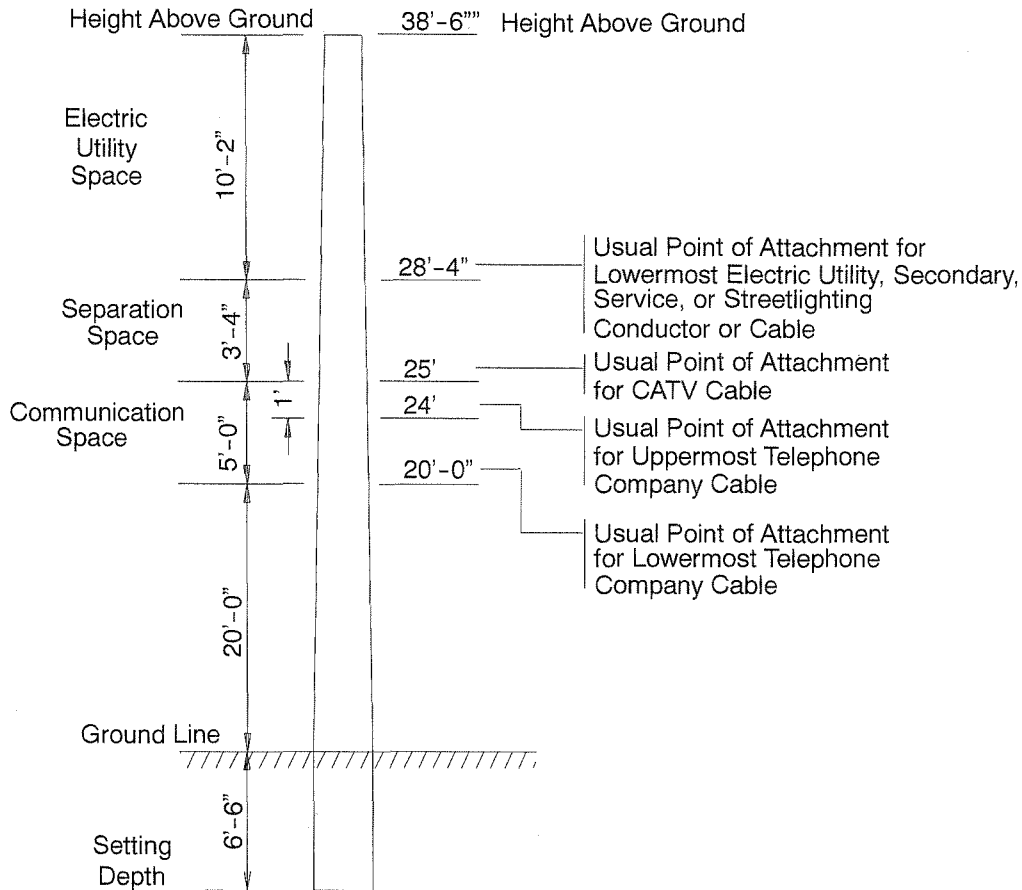 Height Above Ground
38’-6”” Height Above Ground
Electric
Utility
Space
10’-2”
28’-4”
Usual Point of Attachment for
Lowermost Electric Utility, Secondary,
Service, or Streetlighting
Conductor or Cable
Separation
Space
3’-4”
25’
Usual Point of Attachment
for CATV Cable
1’
24’
Usual Point of Attachment
for Uppermost Telephone
Company Cable
Communication
Space
5’-0”
20’-0”
Usual Point of Attachment
for Lowermost Telephone
Company Cable
20’-0”
Ground Line
6’-6”
Setting
Depth